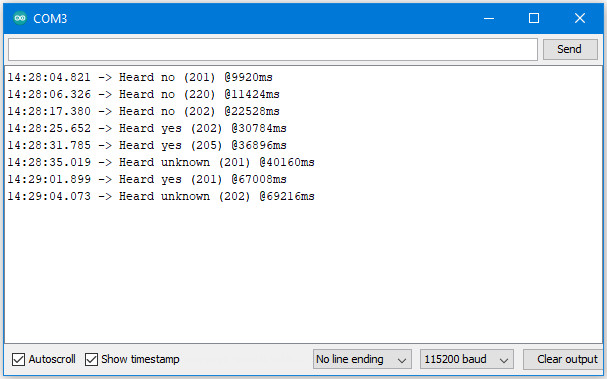 COM3
Send
14:28:04.821 -> Heard no (201) @9920ms
14:28:06.326 -> Heard no (220) @11424ms
14:28:17.380 -> Heard no (202) @22528ms
14:28:25.652 -> Heard yes (202) @30784ms
14:28:31.785 -> Heard yes (205) @36896ms
14:28:35.019 -> Heard unknown (201) @40160ms
14:29:01.899 -> Heard yes (201) @67008ms
14:29:04.073 -> Heard unknown (202) @69216ms
Autoscroll Show timestamp No line ending 115200 baud Clear output